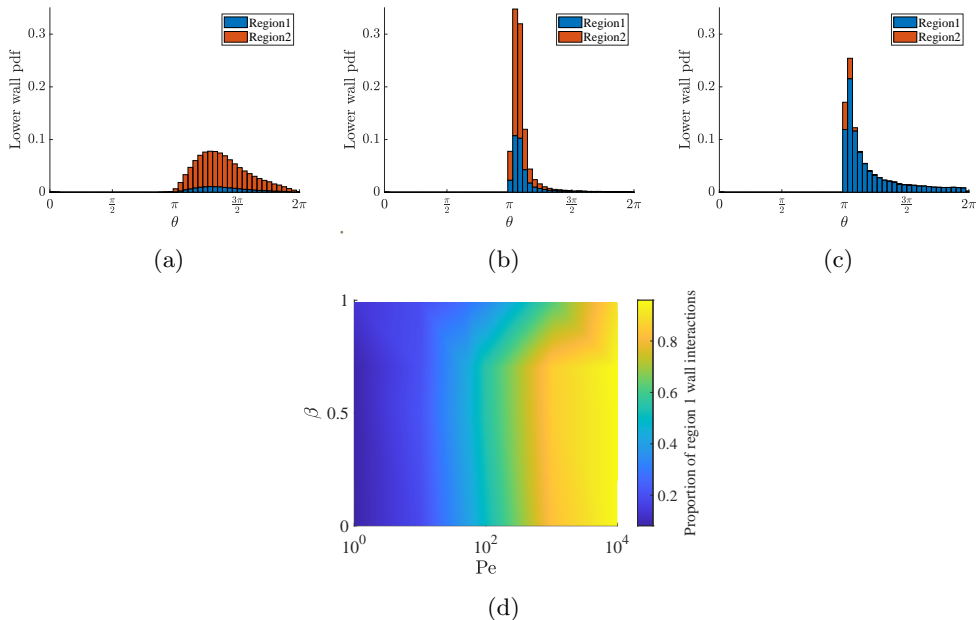 Lower wall pdf
0.3
0.2
0.1
0
0
π/2
π
3π/2
2π
θ
Region1
Region2
(a)
Lower wall pdf
0.3
0.2
0.1
0
0
π/2
π
3π/2
2π
θ
Region1
Region2
(b)
Lower wall pdf
0.3
0.2
0.1
0
0
π/2
π
3π/2
2π
θ
Region1
Region2
(c)
β
1
0.5
0
10^0
10^2
10^4
Pe
0.8
0.6
0.4
0.2
Proportion of region 1 wall interactions
(d)